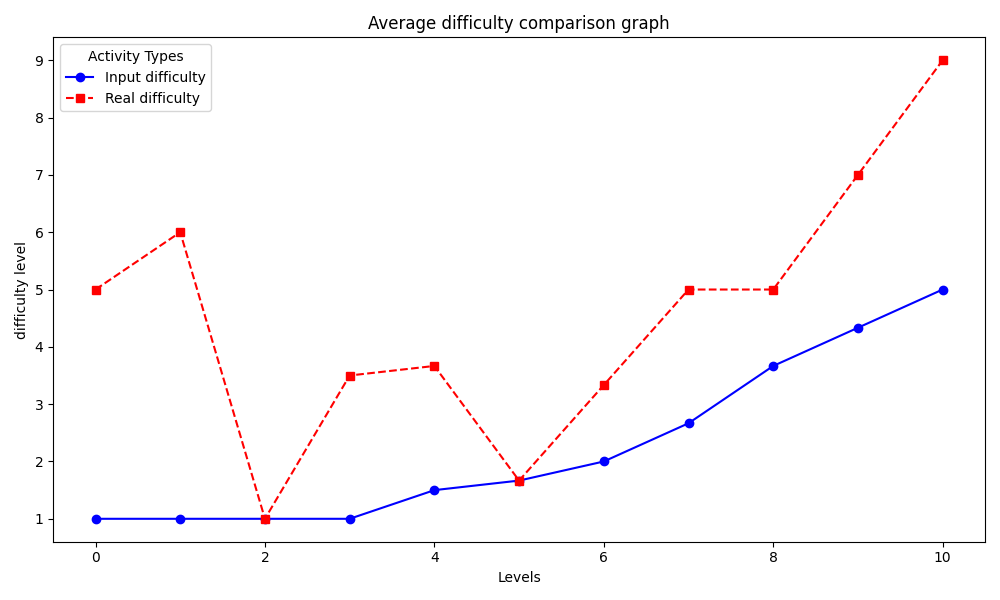 Average difficulty comparison graph
Activity Types
Input difficulty
Real difficulty
difficulty level
9
8
7
6
5
4
3
2
1
0
2
4
6
8
10
Levels